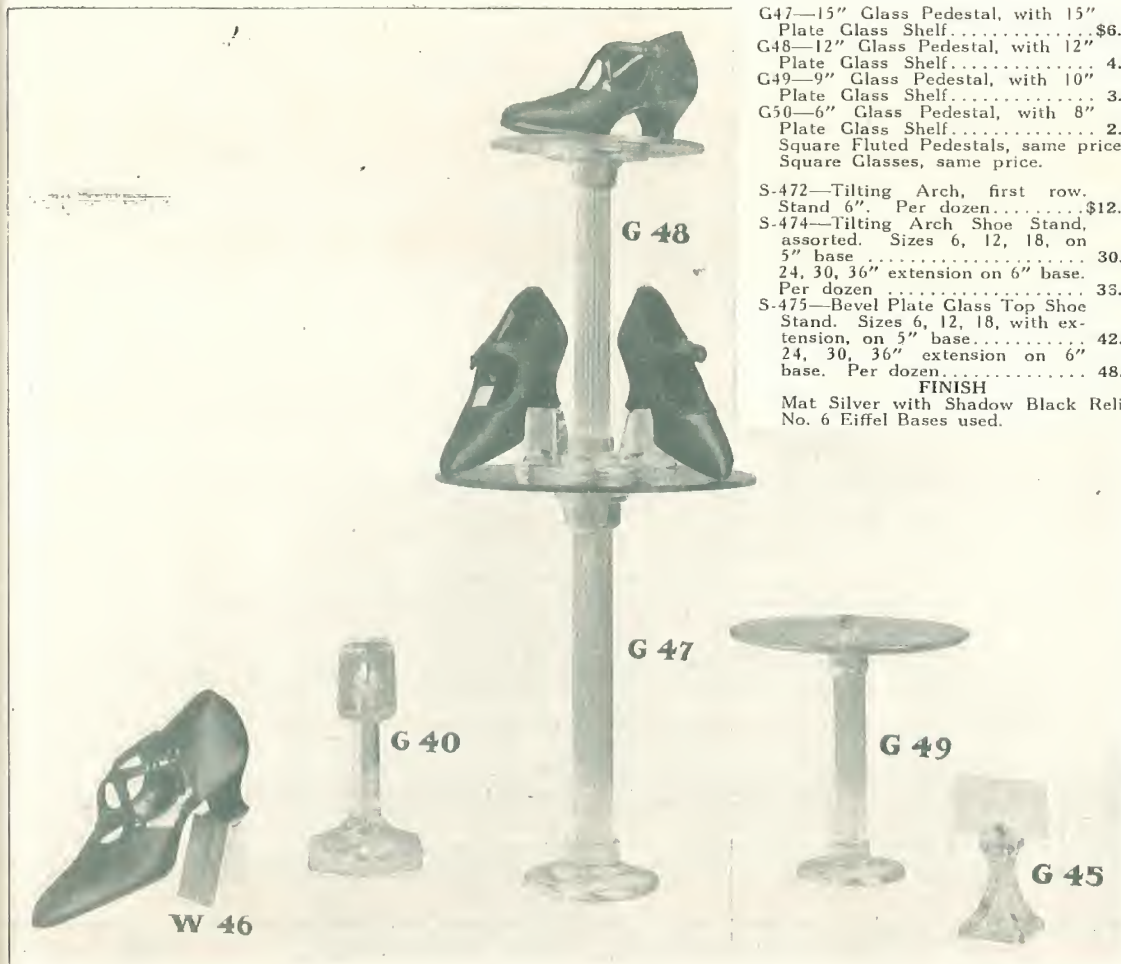 G47—15" Glass Pedestal, with 15"
Plate Glass Shelf..............$6.
G48—12" Glass Pedestal, with 12"
Plate Glass Shelf.............. 4.
G49—9" Glass Pedestal, with 10"
Plate Glass Shelf.............. 3.
G50—6" Glass Pedestal, with 8"
Plate Glass Shelf.............. 2.
Square Fluted Pedestals, same price
Square Glasses, same price.
S-472—Tilting Arch, first row.
Stand 6". Per dozen.........$12.
S-474—Tilting Arch Shoe Stand,
assorted. Sizes 6, 12, 18, on
5" base ..................... 30.
24, 30, 36" extension on 6" base.
Per dozen .................. 33.
S-475—Bevel Plate Glass Top Shoe
Stand. Sizes 6, 12, 18, with ex-
tension, on 5" base........... 42.
24, 30, 36" extension on 6"
base. Per dozen.............. 48.
FINISH
Mat Silver with Shadow Black Reli
No. 6 Eiffel Bases used.
G 48
G 47
G 40
G 49
G 45
W 46